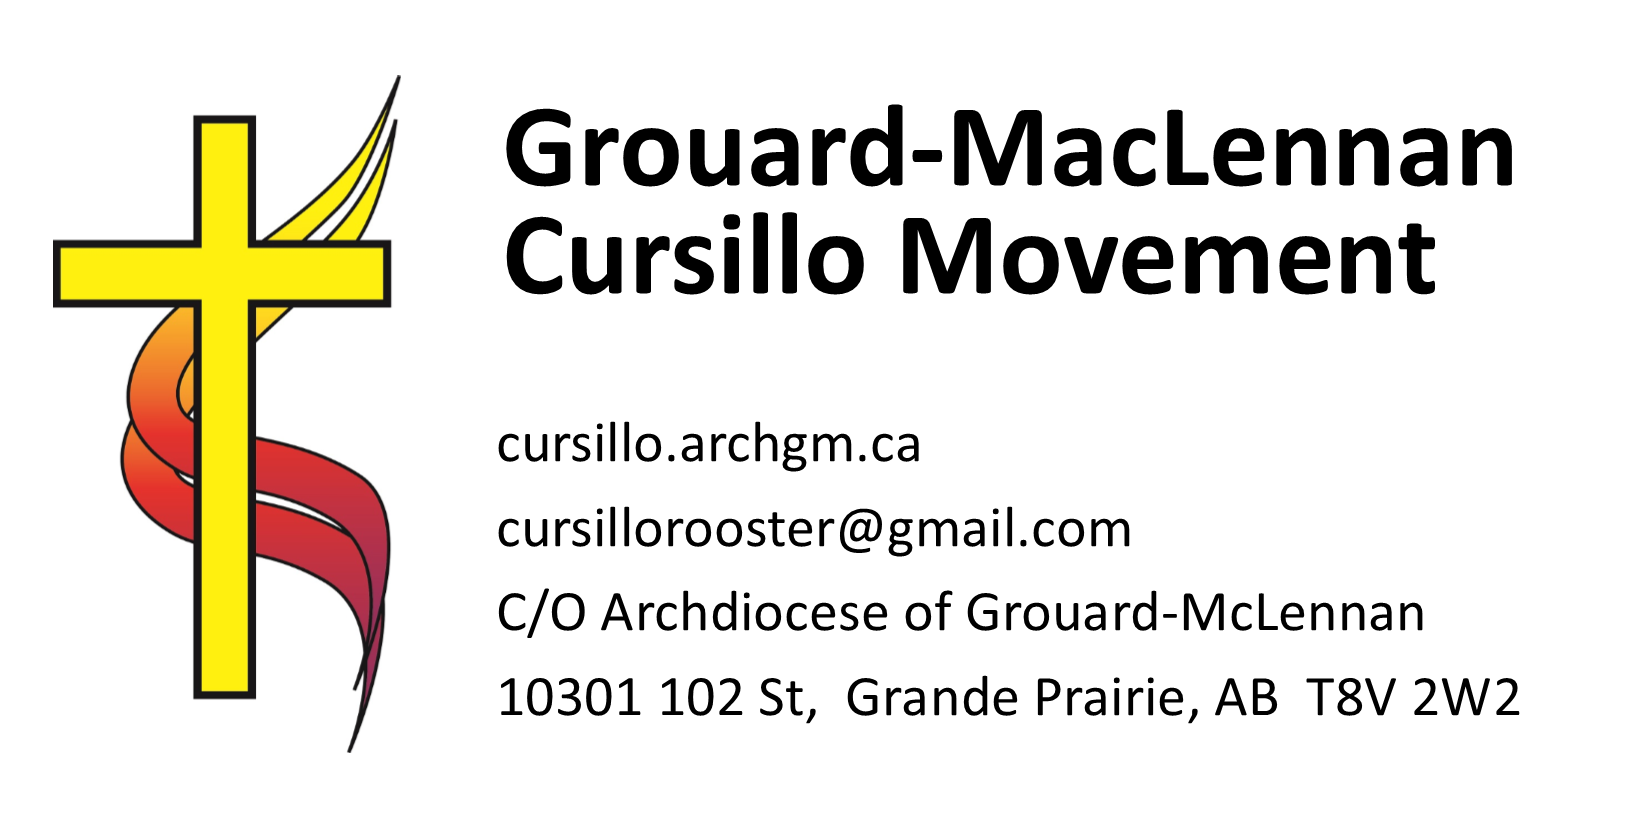 Grouard-MacLennan
Cursillo Movement
cursillo.archgm.ca
cursillorooster@gmail.com
C/O Archdiocese of Grouard-McLennan
10301 102 St,  Grande Prairie, AB  T8V 2W2